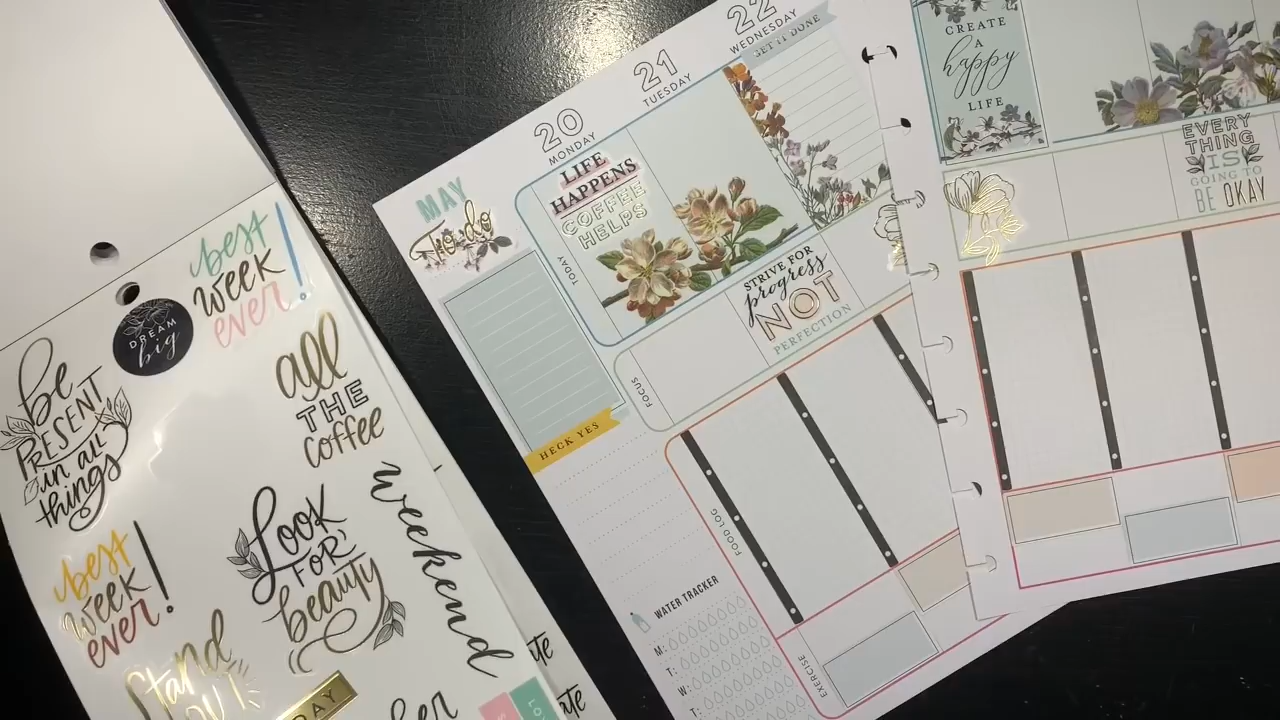 best
week
ever!
DREAM
big
be
PRESENT
in all
things
all
THE
coffee
Look
FOR
beauty
weekend
best
week
ever!
Stand
MAY
To do
HECK YES
20
MONDAY
21
TUESDAY
22
WEDNESDAY
GET IT DONE
TODAY
LIFE
HAPPENS
COFFEE
HELPS
FOCUS
STRIVE FOR
progress
NOT
PERFECTION
FOOD LOG
WATER TRACKER
M:
T:
W:
T:
EXERCISE
CREATE
A
happy
LIFE
EVERY
THING
IS
GOING TO
BE OKAY